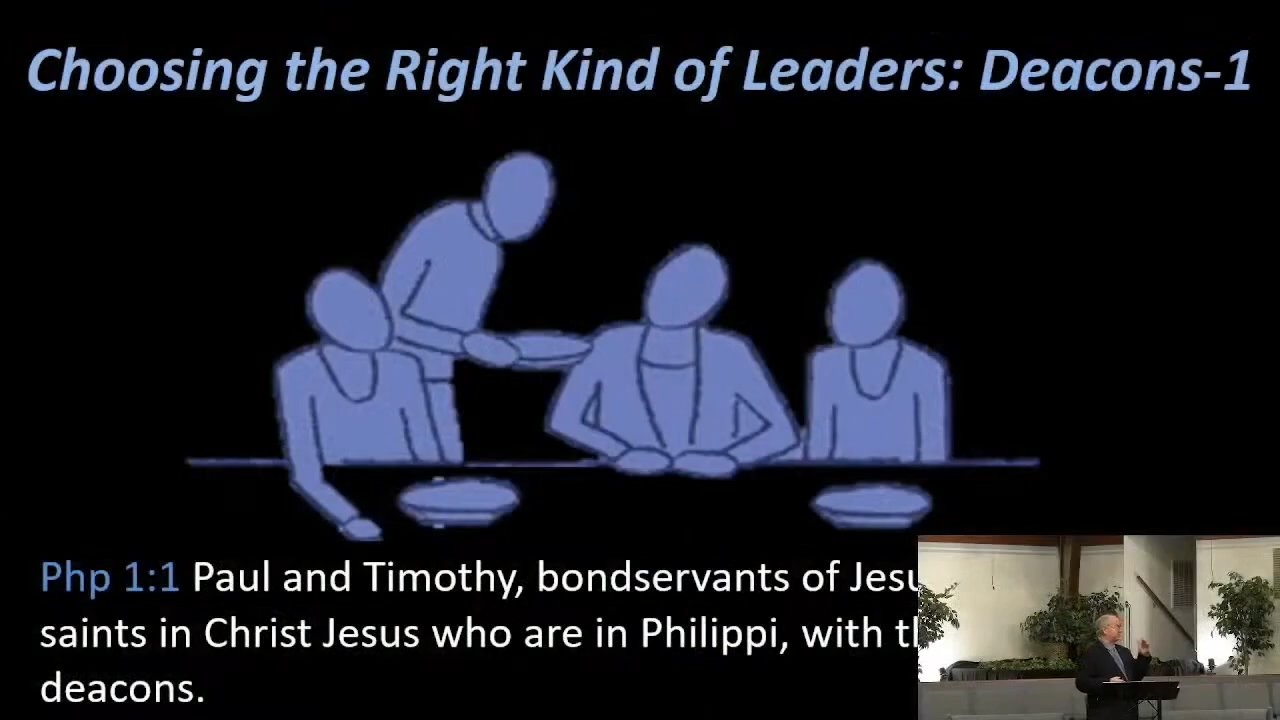 Choosing the Right Kind of Leaders: Deacons-1
Php 1:1 Paul and Timothy, bondservants of
saints in Christ Jesus who are in Philippi, with
deacons.